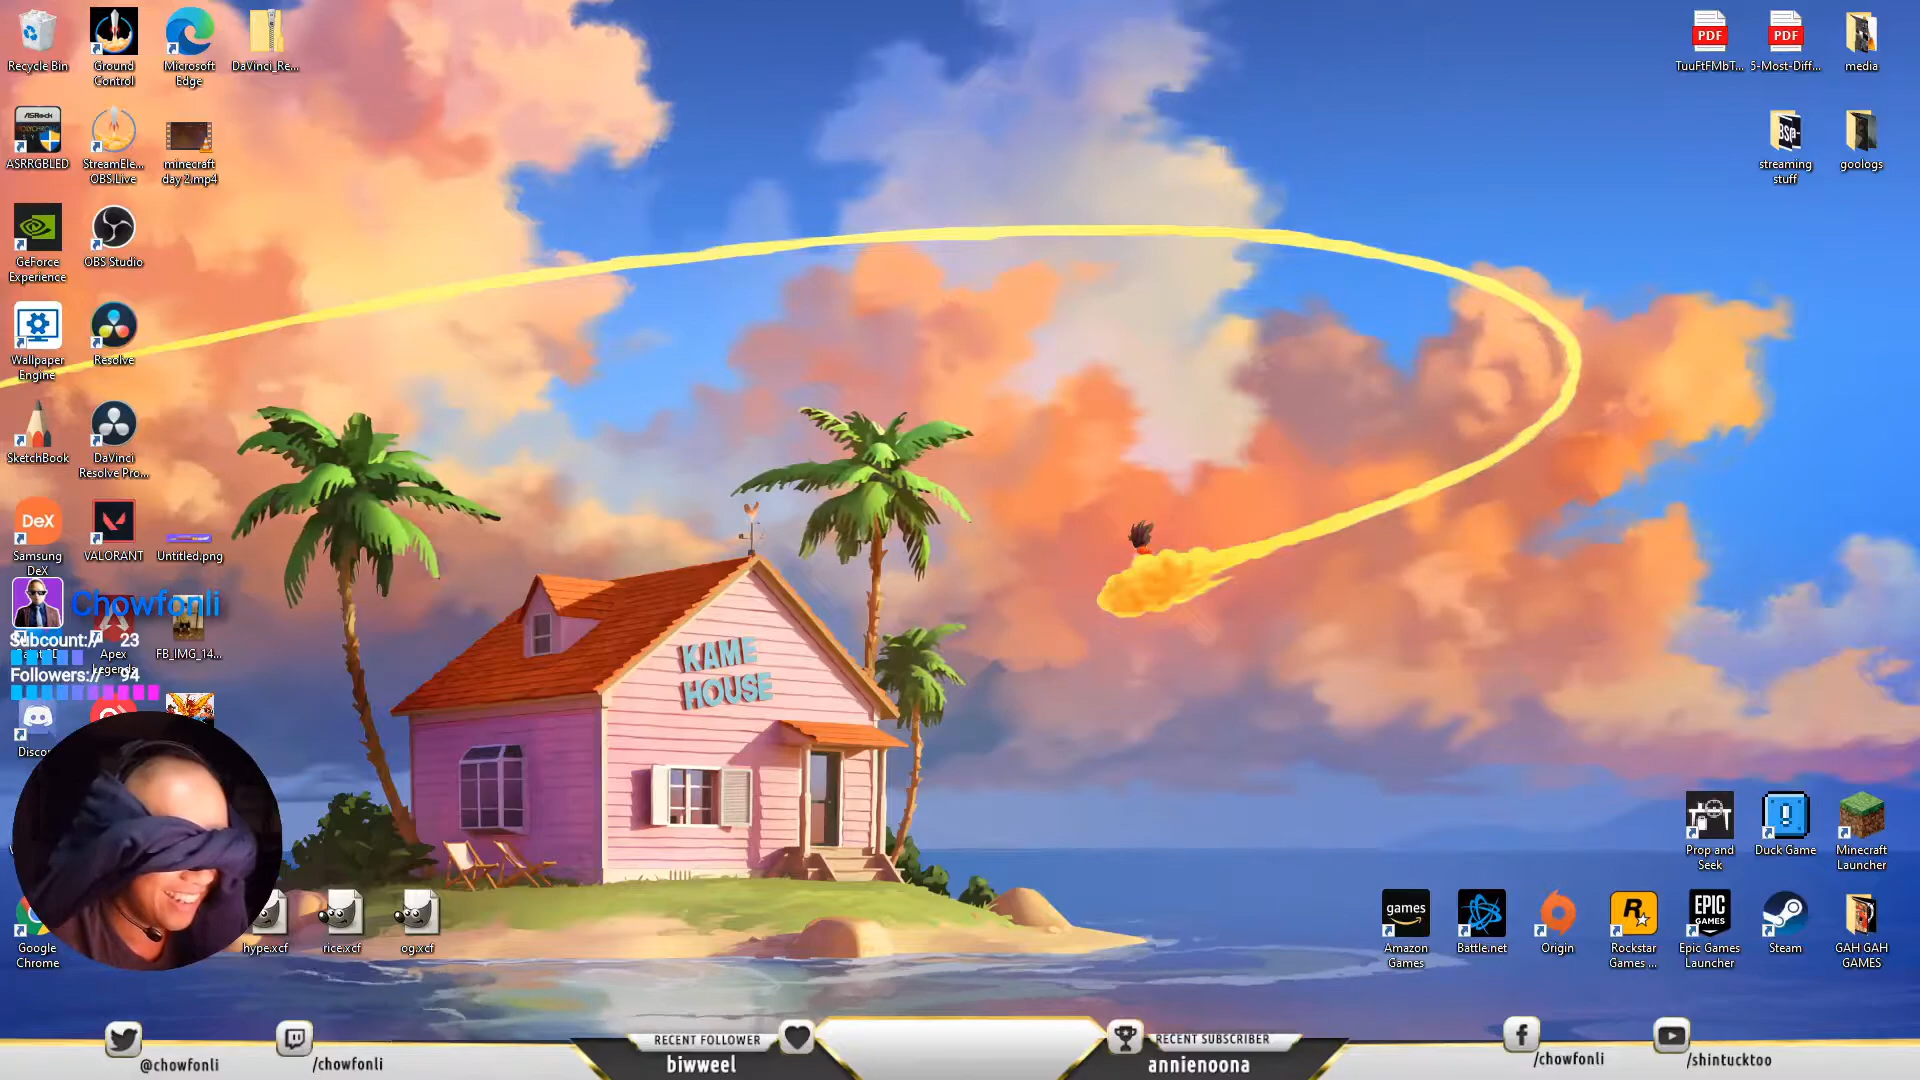 Recycle Bin
Ground
Control
Microsoft
Edge
DaVinci_Re...
PDF
TuuFtFMbT...
PDF
5-Most-Diff...
media
ASRock
ASRRGBLED
StreamEle...
OBS.Live
minecraft
day 2.mp4
streaming
stuff
goologs
GeForce
Experience
OBS Studio
Wallpaper
Engine
Resolve
SketchBook
DaVinci
Resolve Pro...
DeX
Samsung
DeX
VALORANT
Untitled.png
Chowfonli
Subcount:// 23
Apex
Legends
FB_IMG_14...
Followers:// 94
KAME
HOUSE
Prop and
Seek
Duck Game
Minecraft
Launcher
Google
Chrome
hype.xcf
rice.xcf
og.xcf
games
Amazon
Games
Battle.net
Origin
Rockstar
Games ...
EPIC
GAMES
Epic Games
Launcher
Steam
GAH GAH
GAMES
@chowfonli
/chowfonli
RECENT FOLLOWER
biwweel
RECENT SUBSCRIBER
annienoona
/chowfonli
/shintucktoo